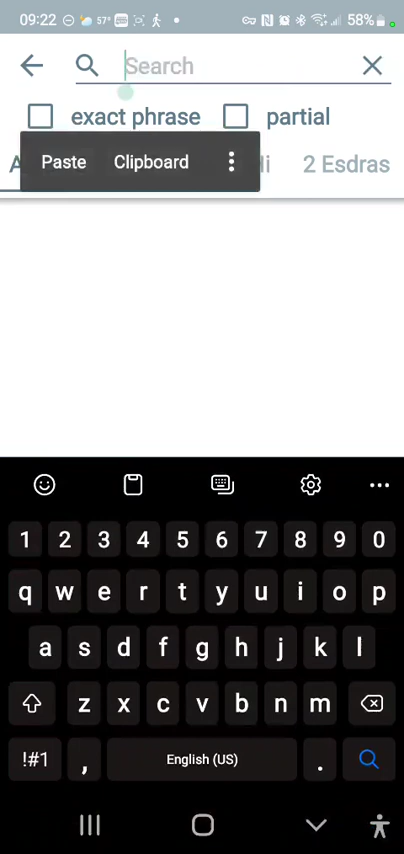 09:22 57° 58%
Search
exact phrase partial
A
Paste Clipboard
di 2 Esdras
1 2 3 4 5 6 7 8 9 0
q w e r t y u i o p
a s d f g h j k l
z x c v b n m
!#1 , English (US) .